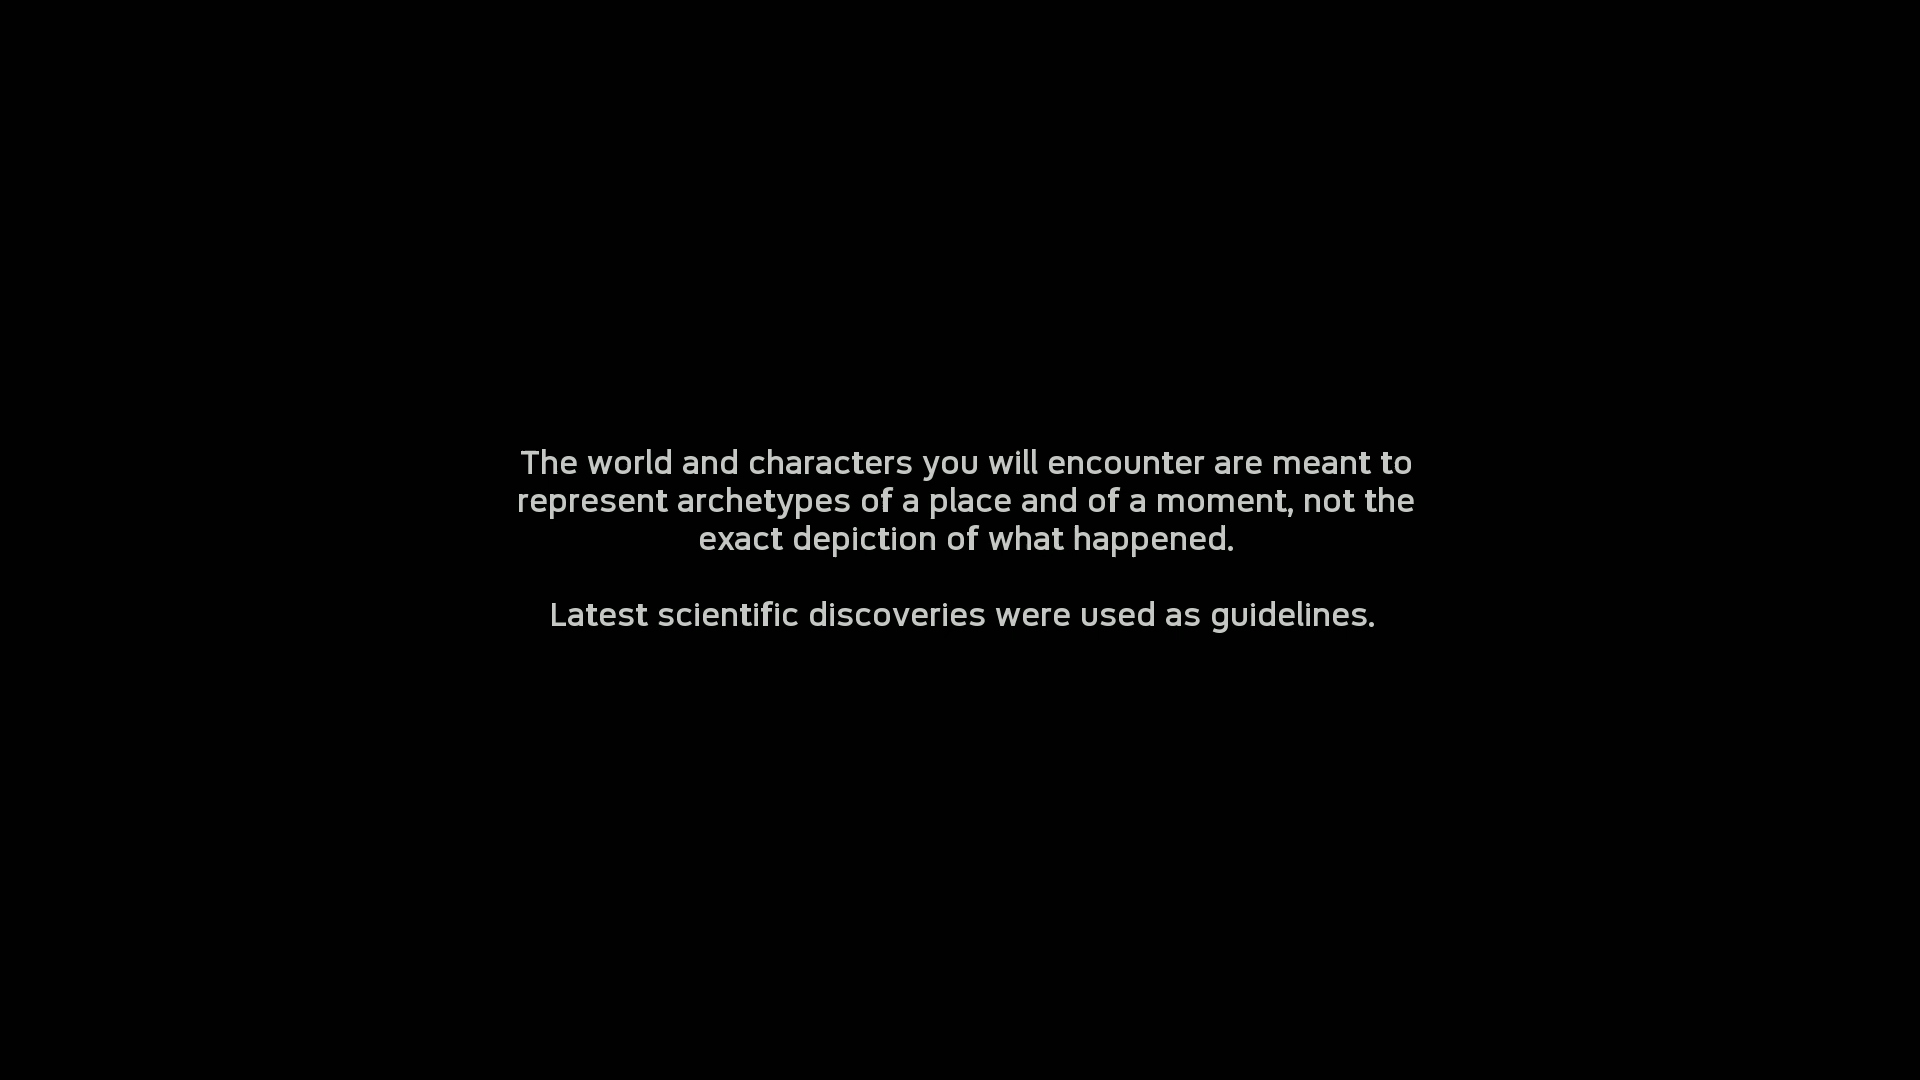 The world and characters you will encounter are meant to
represent archetypes of a place and of a moment, not the
exact depiction of what happened.
Latest scientific discoveries were used as guidelines.